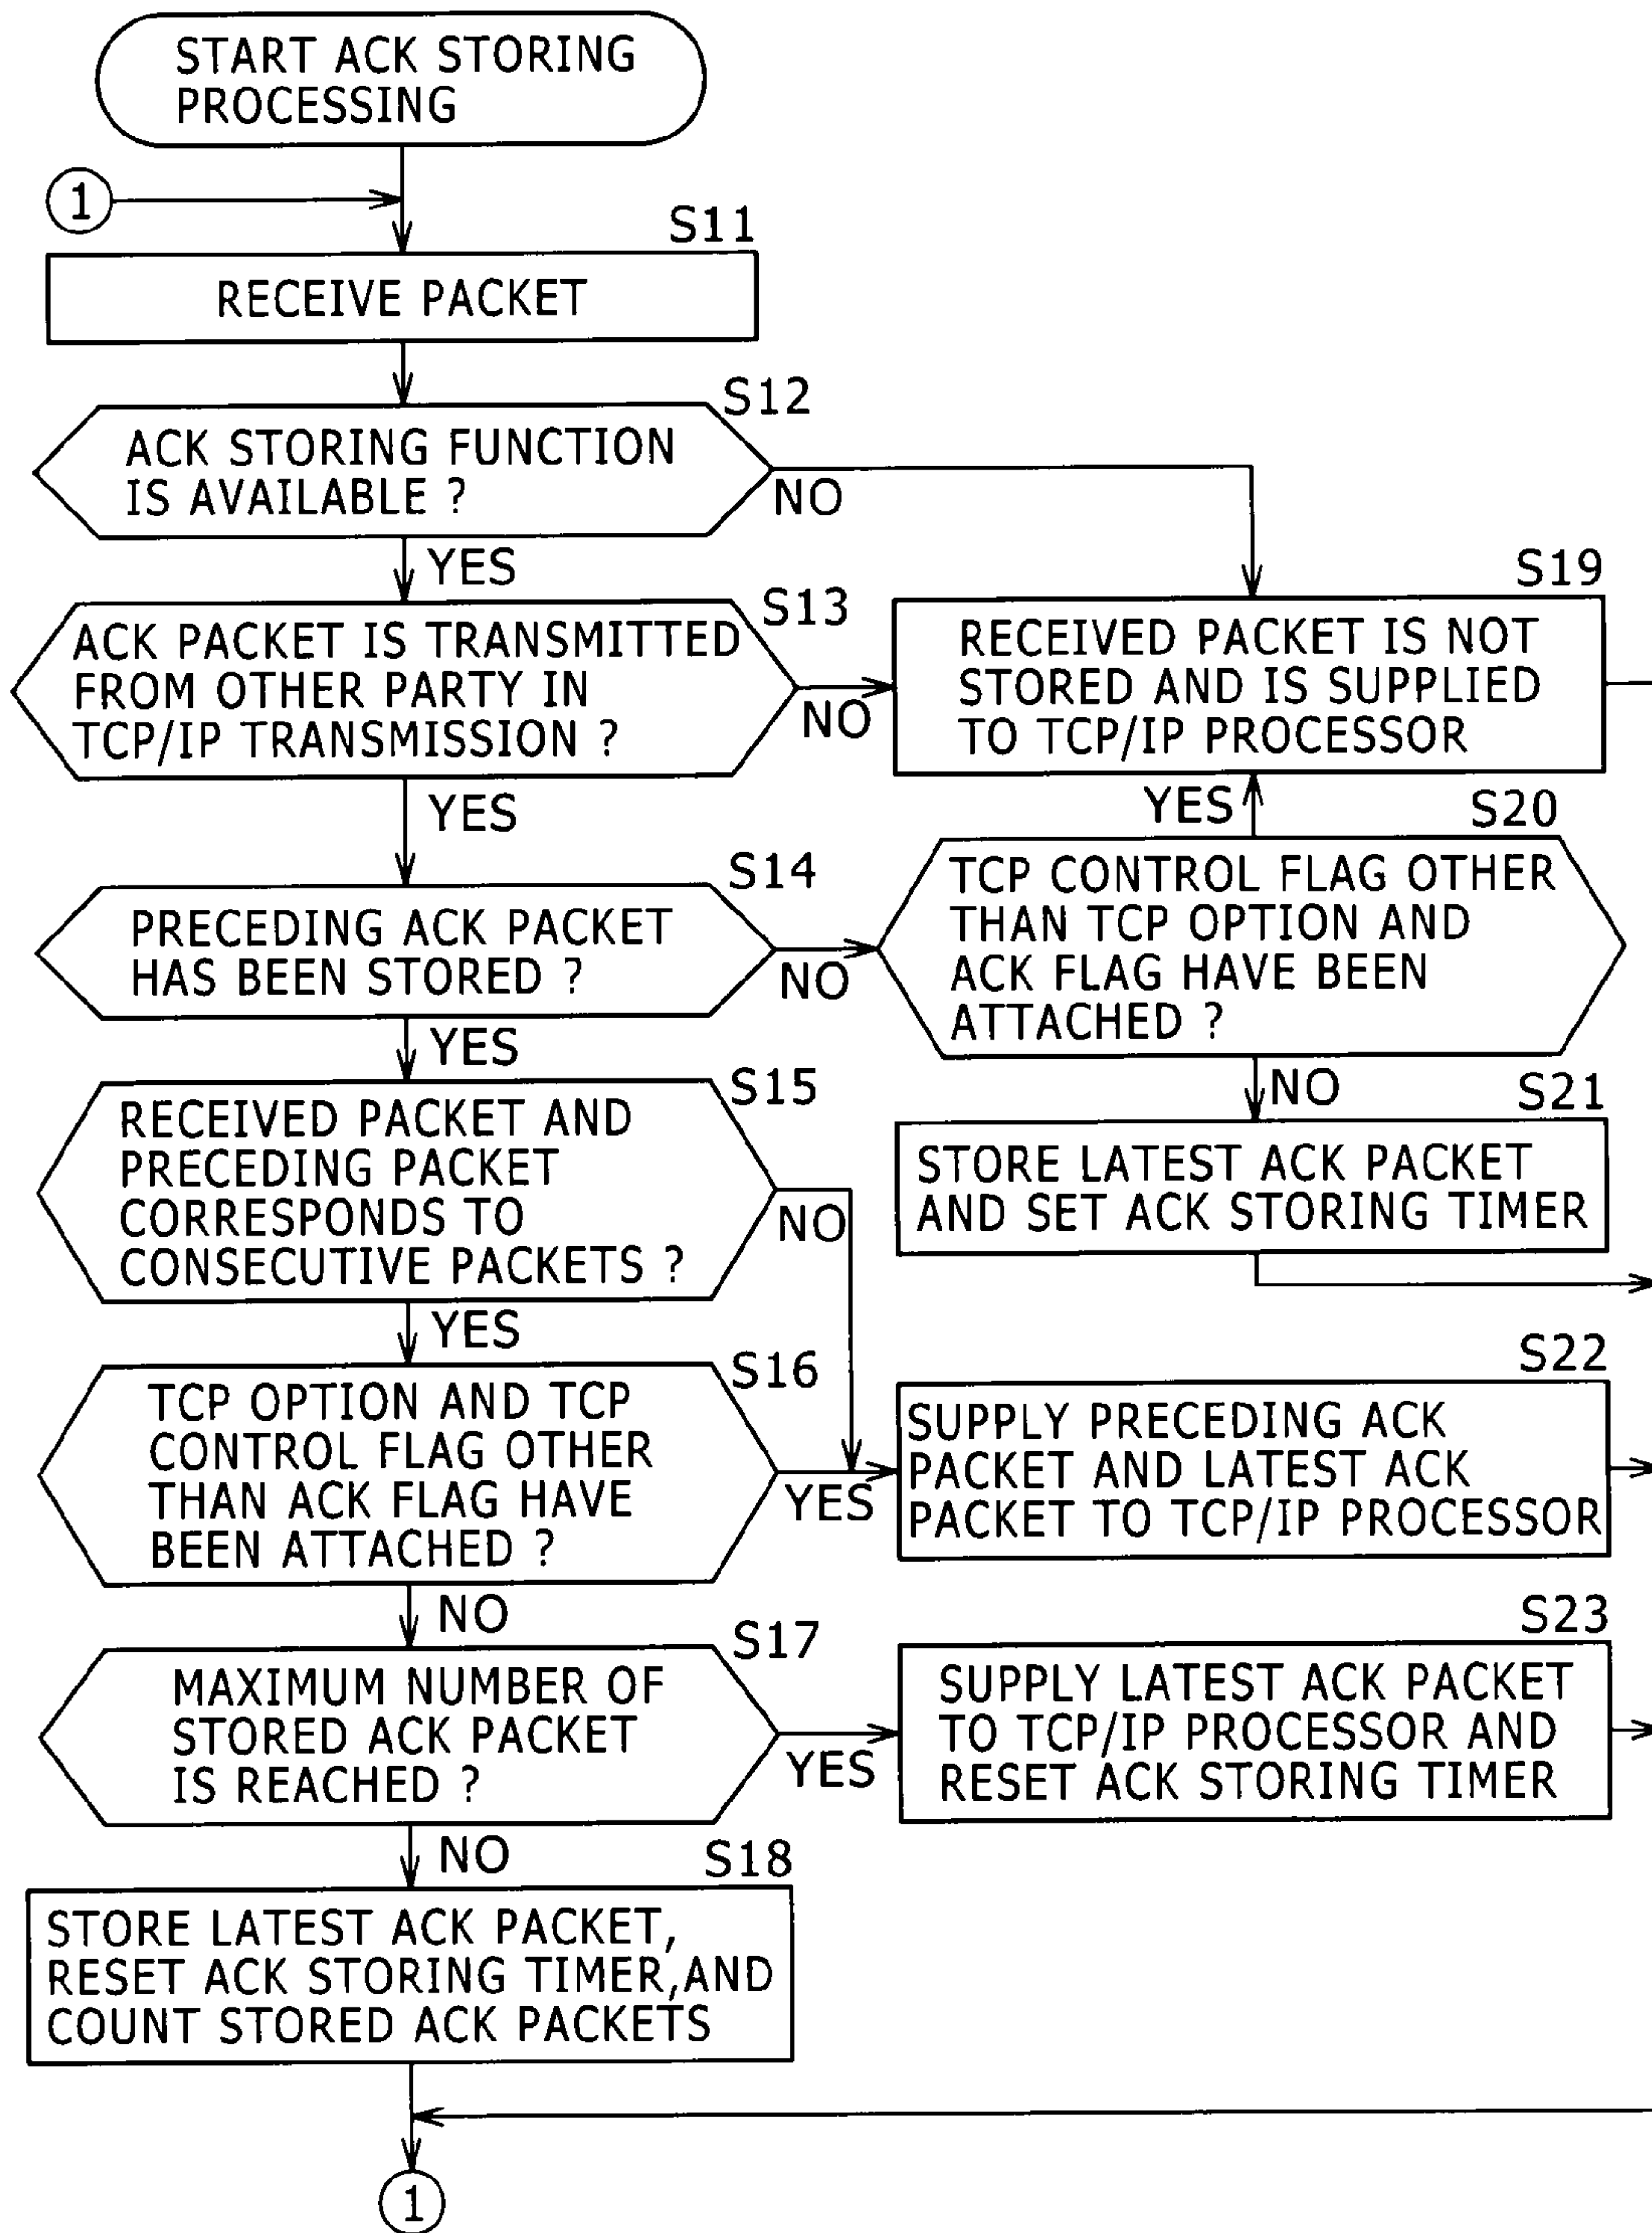 START ACK STORING
PROCESSING
1
S11
RECEIVE PACKET
S12
ACK STORING FUNCTION
IS AVAILABLE ?
NO
YES
S13
ACK PACKET IS TRANSMITTED
FROM OTHER PARTY IN
TCP/IP TRANSMISSION ?
NO
YES
S19
RECEIVED PACKET IS NOT
STORED AND IS SUPPLIED
TO TCP/IP PROCESSOR
S14
PRECEDING ACK PACKET
HAS BEEN STORED ?
NO
YES
YES
S20
TCP CONTROL FLAG OTHER
THAN TCP OPTION AND
ACK FLAG HAVE BEEN
ATTACHED ?
NO
S21
STORE LATEST ACK PACKET
AND SET ACK STORING TIMER
S15
RECEIVED PACKET AND
PRECEDING PACKET
CORRESPONDS TO
CONSECUTIVE PACKETS ?
NO
YES
S16
TCP OPTION AND TCP
CONTROL FLAG OTHER
THAN ACK FLAG HAVE
BEEN ATTACHED ?
YES
NO
S22
SUPPLY PRECEDING ACK
PACKET AND LATEST ACK
PACKET TO TCP/IP PROCESSOR
S17
MAXIMUM NUMBER OF
STORED ACK PACKET
IS REACHED ?
YES
NO
S23
SUPPLY LATEST ACK PACKET
TO TCP/IP PROCESSOR AND
RESET ACK STORING TIMER
S18
STORE LATEST ACK PACKET,
RESET ACK STORING TIMER,AND
COUNT STORED ACK PACKETS
1